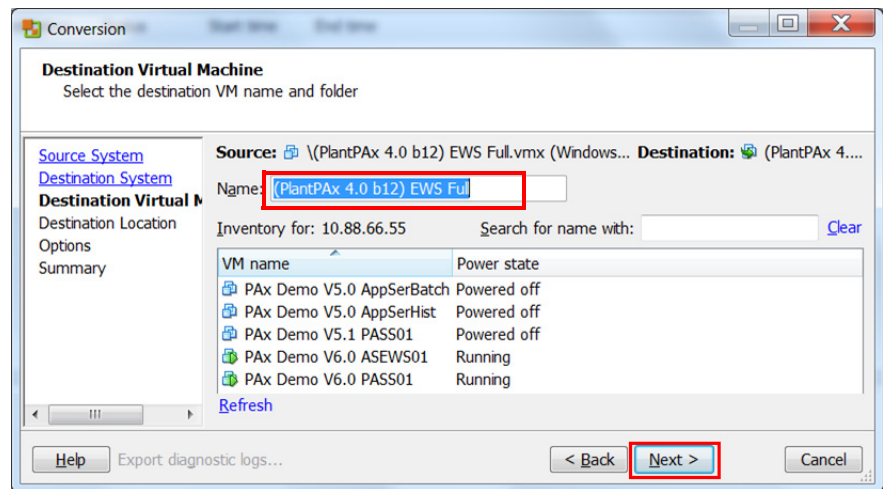 Conversion
Destination Virtual Machine
Select the destination VM name and folder
Source System
Destination System
Destination Virtual M
Destination Location
Options
Summary
Source: \(PlantPAx 4.0 b12) EWS Full.vmx (Windows... Destination: (PlantPAx 4....
Name: (PlantPAx 4.0 b12) EWS Full
Inventory for: 10.88.66.55 Search for name with: Clear
VM name Power state
PAx Demo V5.0 AppSerBatch Powered off
PAx Demo V5.0 AppSerHist Powered off
PAx Demo V5.1 PASS01 Powered off
PAx Demo V6.0 ASEWS01 Running
PAx Demo V6.0 PASS01 Running
Refresh
Help Export diagnostic logs... < Back Next > Cancel